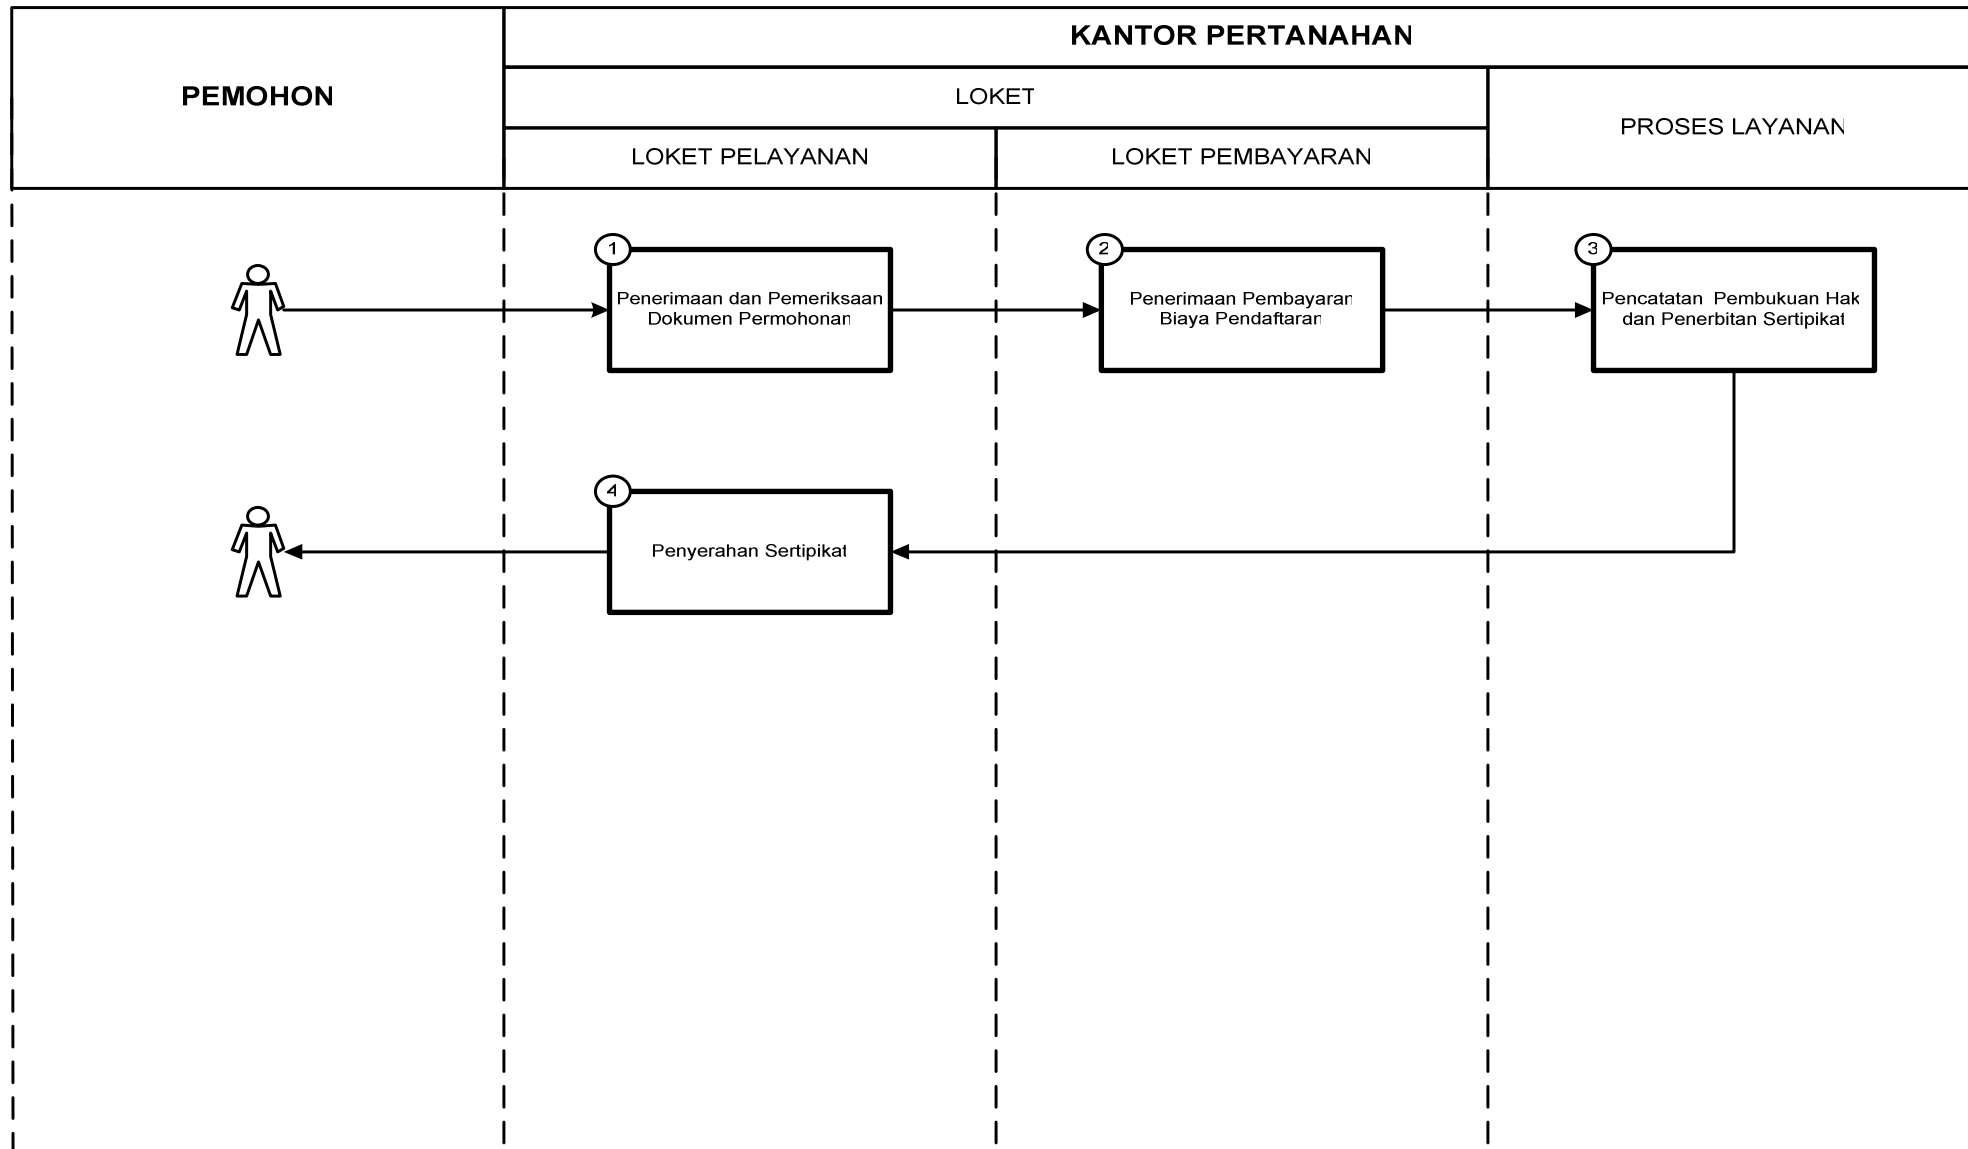 KANTOR PERTANAHAN
PEMOHON
LOKET
PROSES LAYANAN
LOKET PELAYANAN
LOKET PEMBAYARAN
1
Penerimaan dan Pemeriksaan
Dokumen Permohonan
2
Penerimaan Pembayaran
Biaya Pendaftaran
3
Pencatatan Pembukuan Hak
dan Penerbitan Sertipikat
4
Penyerahan Sertipikat